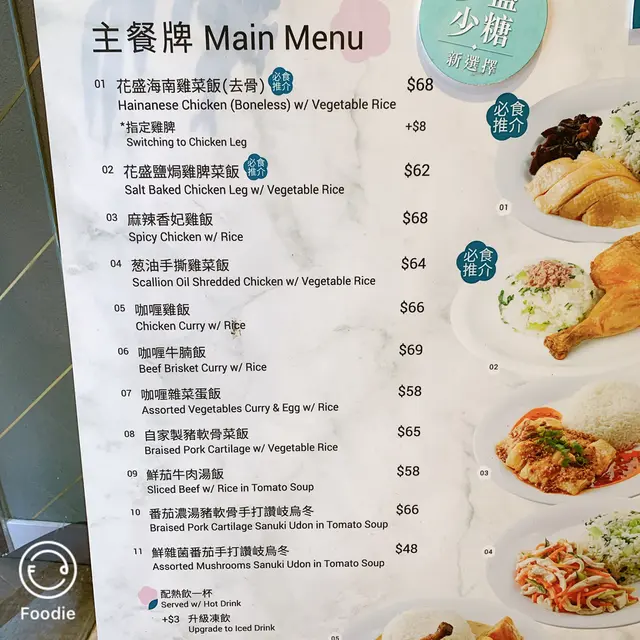 主餐牌 Main Menu
少糖
新選擇
01 花盛海南雞菜飯(去骨) 必食推介 $68
Hainanese Chicken (Boneless) w/ Vegetable Rice
*指定雞髀 +$8
Switching to Chicken Leg
02 花盛鹽焗雞髀菜飯 必食推介 $62
Salt Baked Chicken Leg w/ Vegetable Rice
03 麻辣香妃雞飯 $68
Spicy Chicken w/ Rice
04 葱油手撕雞菜飯 $64
Scallion Oil Shredded Chicken w/ Vegetable Rice
05 咖喱雞飯 $66
Chicken Curry w/ Rice
06 咖喱牛腩飯 $69
Beef Brisket Curry w/ Rice
07 咖喱雜菜蛋飯 $58
Assorted Vegetables Curry & Egg w/ Rice
08 自家製豬軟骨菜飯 $65
Braised Pork Cartilage w/ Vegetable Rice
09 鮮茄牛肉湯飯 $58
Sliced Beef w/ Rice in Tomato Soup
10 番茄濃湯豬軟骨手打讚岐烏冬 $66
Braised Pork Cartilage Sanuki Udon in Tomato Soup
11 鮮雜菌番茄手打讚岐烏冬 $48
Assorted Mushrooms Sanuki Udon in Tomato Soup
配熱飲一杯
Served w/ Hot Drink
+$3 升級凍飲
Upgrade to Iced Drink
必食
推介
01
必食
推介
02
03
04
05
Foodie